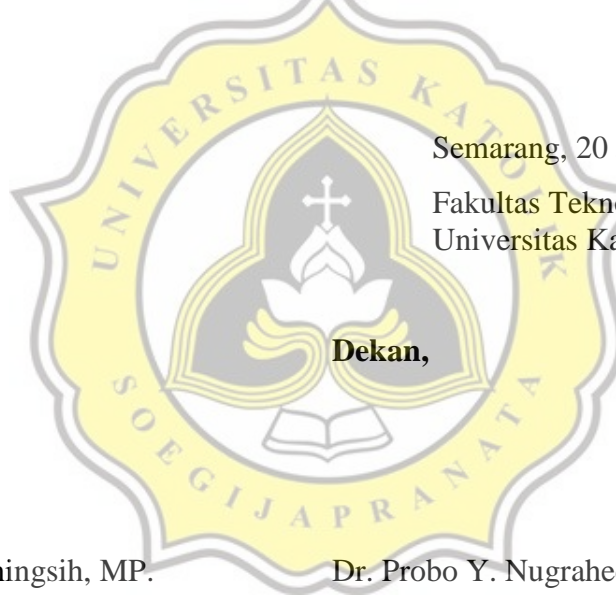 UNIVERSITAS KATOLIK
Semarang, 20
Fakultas Tekno
Universitas Ka
Dekan,
SOEGIJAPRANATA
ningsih, MP.
Dr. Probo Y. Nugrahe